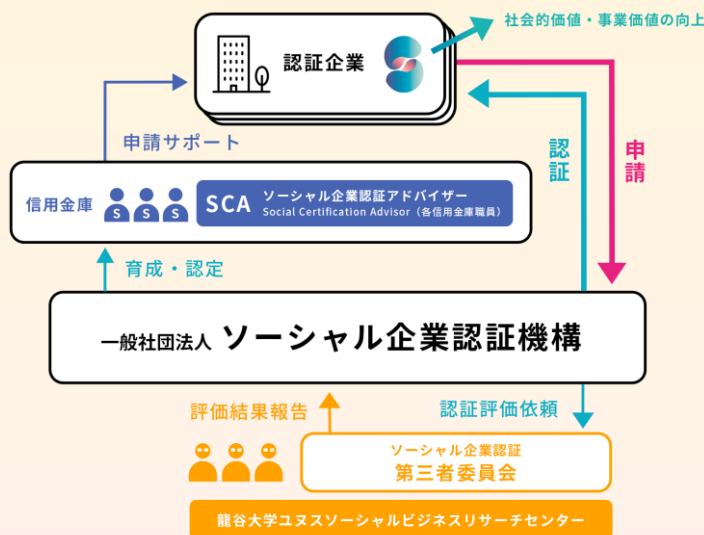 社会的価値・事業価値の向上
認証企業
申請サポート
認証
申請
信用金庫
S S S
SCA
ソーシャル企業認証アドバイザー
Social Certification Advisor（各信用金庫職員）
育成・認定
一般社団法人 ソーシャル企業認証機構
評価結果報告
認証評価依頼
ソーシャル企業認証
第三者委員会
龍谷大学ユヌスソーシャルビジネスリサーチセンター